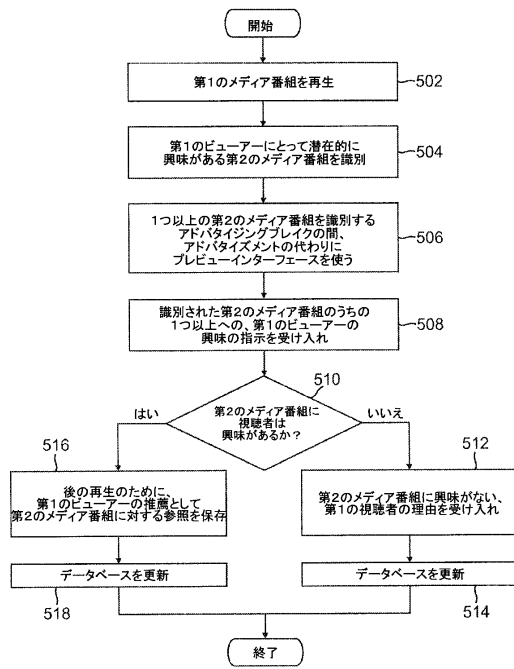 開始
第1のメディア番組を再生
502
第1のビューアーにとって潜在的に
興味がある第2のメディア番組を識別
504
1つ以上の第2のメディア番組を識別する
アドバタイジングブレイクの間、
アドバタイズメントの代わりに
プレビューインターフェースを使う
506
識別された第2のメディア番組のうちの
1つ以上への、第1のビューアーの
興味の指示を受け入れ
508
510
第2のメディア番組に
視聴者は
興味があるか？
はい
いいえ
516
後の再生のために、
第1のビューアーの推薦として
第2のメディア番組に対する参照を保存
512
第2のメディア番組に興味がない、
第1の視聴者の理由を受け入れ
データベースを更新
518
データベースを更新
514
終了